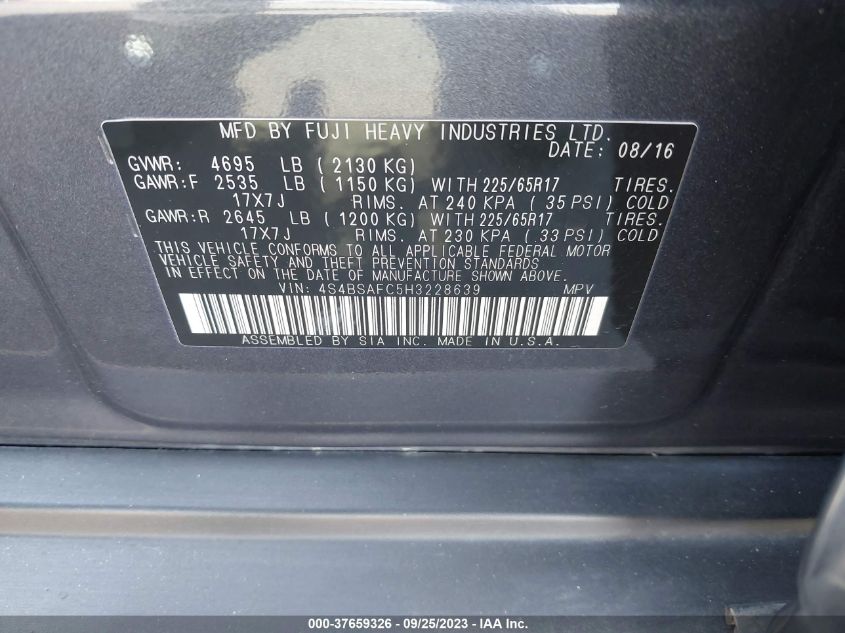 MFD BY FUJI HEAVY INDUSTRIES LTD.
DATE: 08/16
GVWR: 4695 LB ( 2130 KG)
GAWR:F 2535 LB ( 1150 KG) WITH 225/65R17 TIRES.
17X7J RIMS. AT 240 KPA ( 35 PSI) COLD
GAWR:R 2645 LB ( 1200 KG) WITH 225/65R17 TIRES.
17X7J RIMS. AT 230 KPA ( 33 PSI) COLD
THIS VEHICLE CONFORMS TO ALL APPLICABLE FEDERAL MOTOR
VEHICLE SAFETY AND THEFT PREVENTION STANDARDS
IN EFFECT ON THE DATE OF MANUFACTURE SHOWN ABOVE.
VIN: 4S4BSAFC5H3228639 MPV
ASSEMBLED BY SIA INC. MADE IN U.S.A.
000-37659326 / 09/25/2023 - IAA Inc.